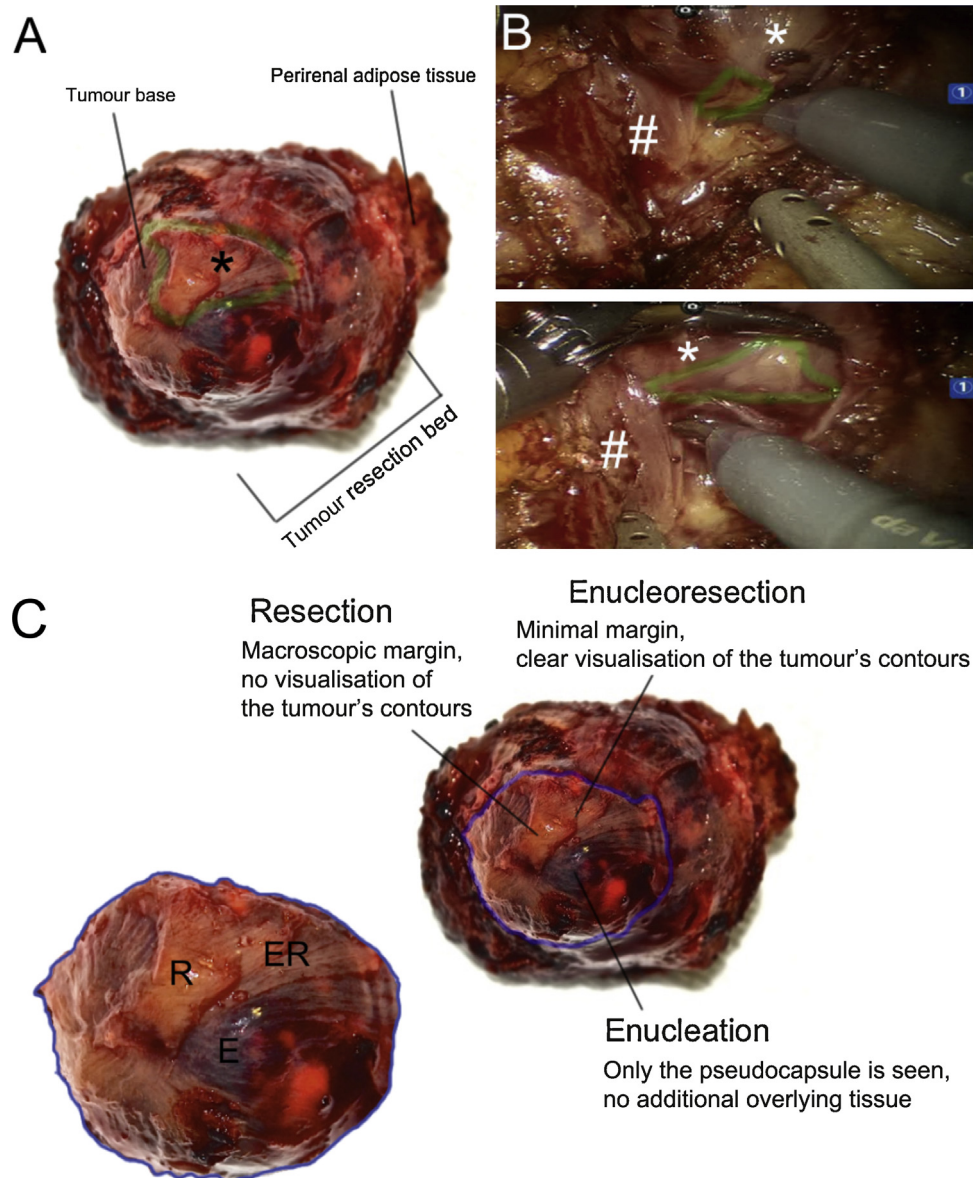 A
Tumour base
Perirenal adipose tissue
*
Tumour resection bed
B
*
#
1
*
#
1
da V
C
Resection
Macroscopic margin,
no visualisation of
the tumour's contours
Enucleoresection
Minimal margin,
clear visualisation of the tumour's contours
R
ER
E
Enucleation
Only the pseudocapsule is seen,
no additional overlying tissue